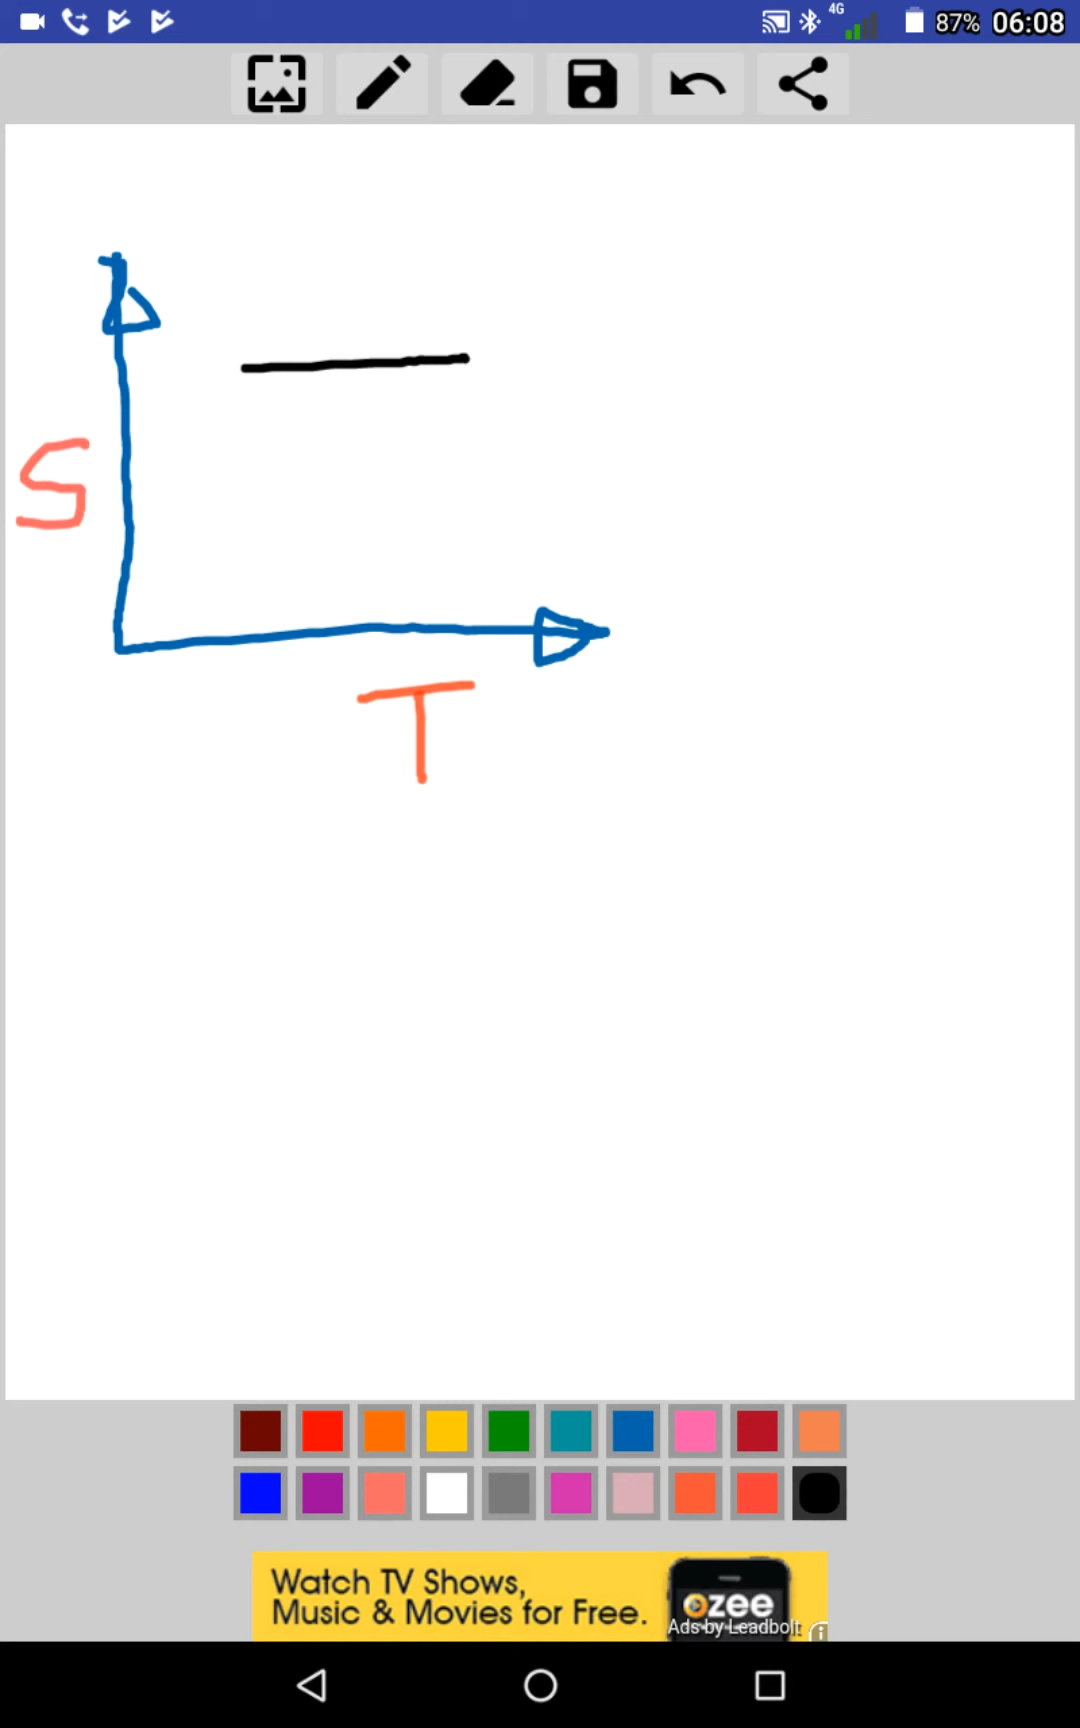 4G 87% 06:08
S
T
Watch TV Shows,
Music & Movies for Free.
ozee
Ads by Leadbolt